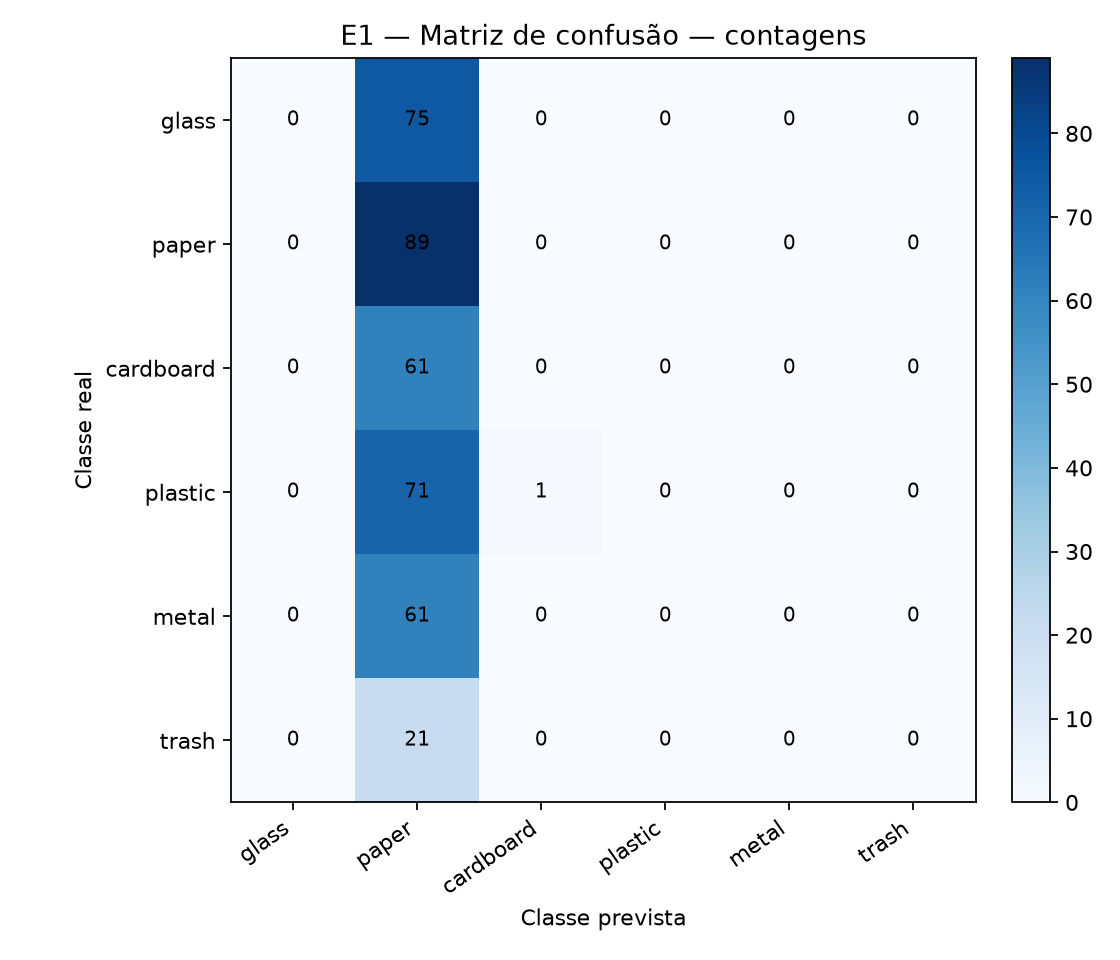 E1 — Matriz de confusão — contagens
glass 0 75 0 0 0 0
paper 0 89 0 0 0 0
cardboard 0 61 0 0 0 0
plastic 0 71 1 0 0 0
metal 0 61 0 0 0 0
trash 0 21 0 0 0 0
Classe real
glass paper cardboard plastic metal trash
Classe prevista
80
70
60
50
40
30
20
10
0